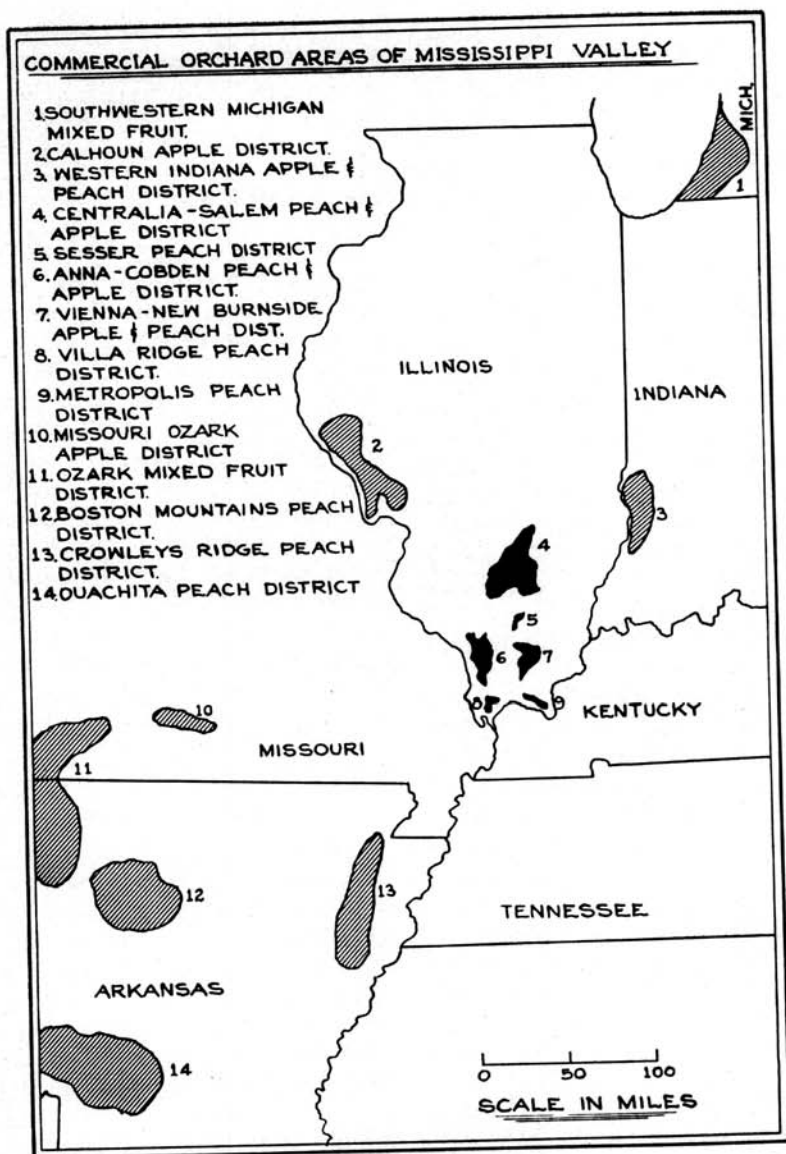 COMMERCIAL ORCHARD AREAS OF MISSISSIPPI VALLEY
1. SOUTHWESTERN MICHIGAN
MIXED FRUIT.
2. CALHOUN APPLE DISTRICT.
3. WESTERN INDIANA APPLE &
PEACH DISTRICT.
4. CENTRALIA-SALEM PEACH &
APPLE DISTRICT
5. SESSER PEACH DISTRICT
6. ANNA-COBDEN PEACH &
APPLE DISTRICT.
7. VIENNA-NEW BURNSIDE
APPLE & PEACH DIST.
8. VILLA RIDGE PEACH
DISTRICT.
9. METROPOLIS PEACH
DISTRICT
10. MISSOURI OZARK
APPLE DISTRICT
11. OZARK MIXED FRUIT
DISTRICT.
12. BOSTON MOUNTAINS PEACH
DISTRICT.
13. CROWLEYS RIDGE PEACH
DISTRICT.
14. OUACHITA PEACH DISTRICT
MICH.
1
ILLINOIS
INDIANA
2
3
4
5
6
7
8
9
KENTUCKY
10
MISSOURI
11
12
13
TENNESSEE
ARKANSAS
14
0 50 100
SCALE IN MILES